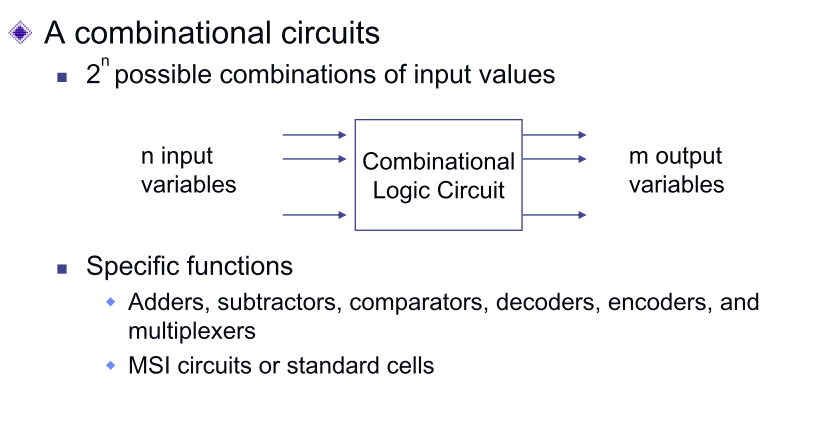 A combinational circuits
2ⁿ possible combinations of input values
n input
variables
Combinational
Logic Circuit
m output
variables
Specific functions
Adders, subtractors, comparators, decoders, encoders, and
multiplexers
MSI circuits or standard cells